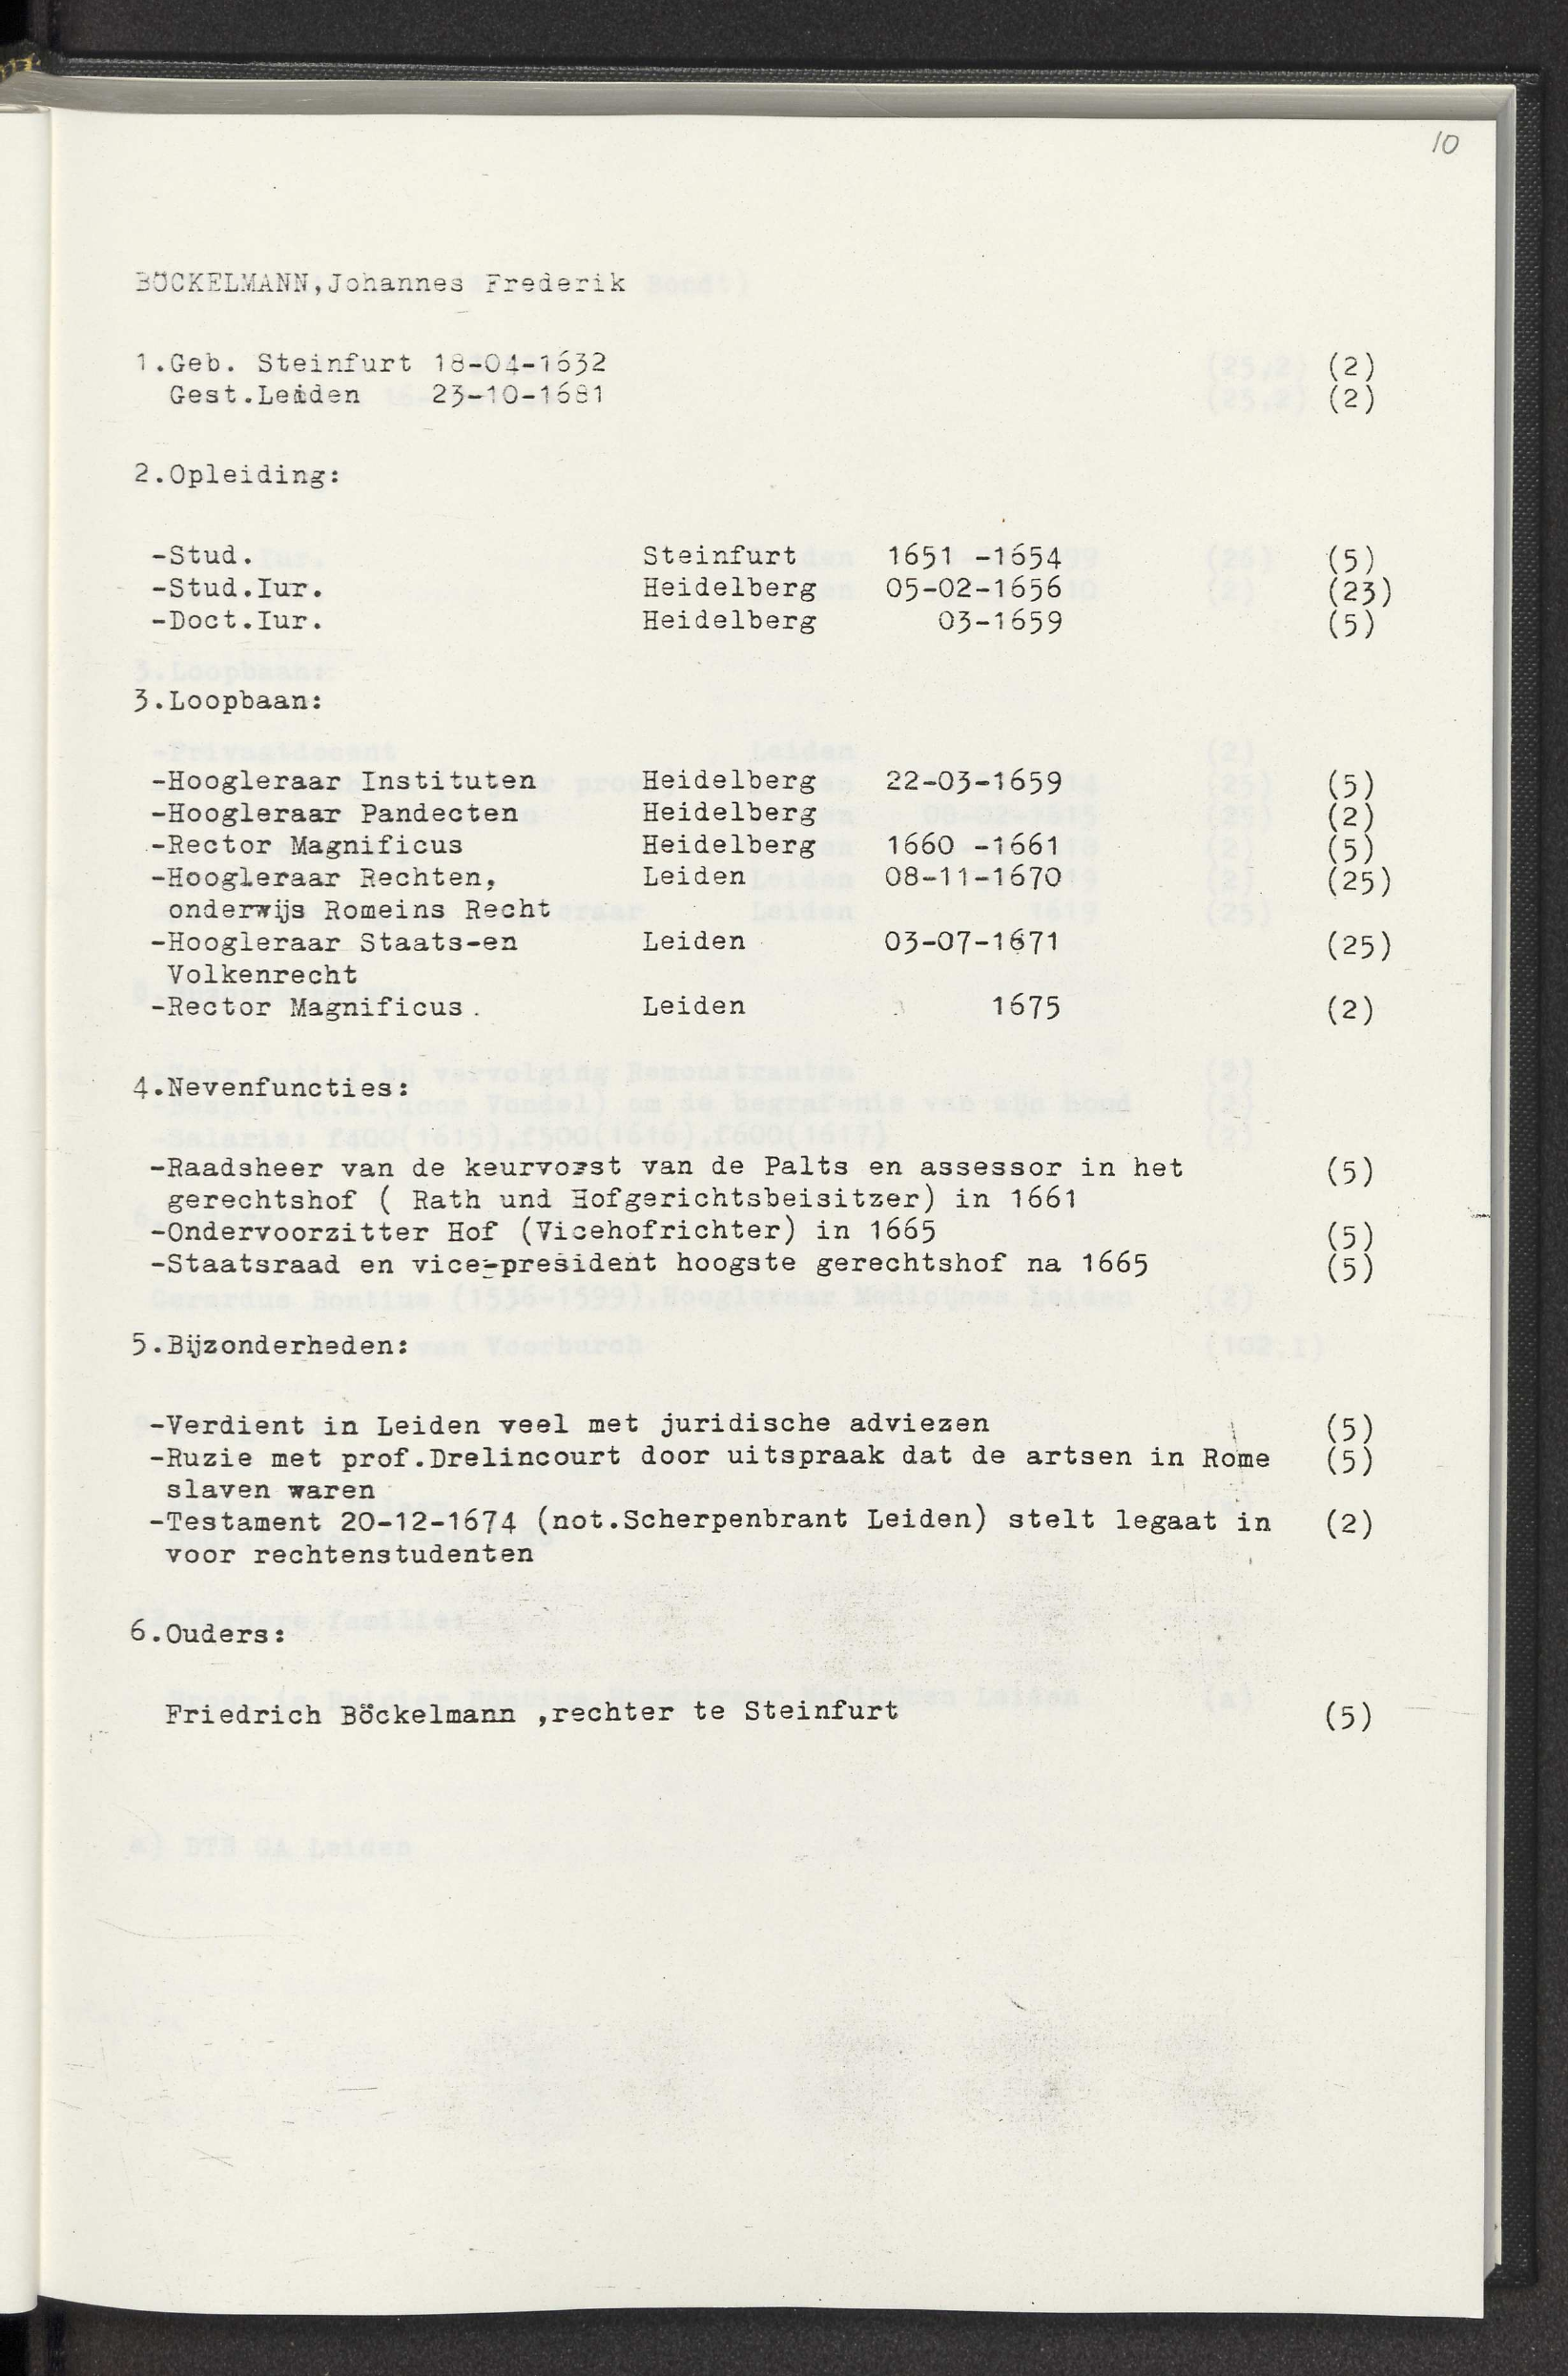 10
BÖCKELMANN,Johannes Frederik
1.Geb. Steinfurt 18-04-1632 (2)
Gest.Leiden 23-10-1681 (2)
2.Opleiding:
-Stud. Steinfurt 1651 -1654 (5)
-Stud.Iur. Heidelberg 05-02-1656 (23)
-Doct.Iur. Heidelberg 03-1659 (5)
3.Loopbaan:
-Hoogleraar Instituten Heidelberg 22-03-1659 (5)
-Hoogleraar Pandecten Heidelberg (2)
-Rector Magnificus Heidelberg 1660 -1661 (5)
-Hoogleraar Rechten, Leiden 08-11-1670 (25)
onderwijs Romeins Recht
-Hoogleraar Staats-en Leiden 03-07-1671 (25)
Volkenrecht
-Rector Magnificus. Leiden 1675 (2)
4.Nevenfuncties:
-Raadsheer van de keurvorst van de Palts en assessor in het (5)
gerechtshof ( Rath und Hofgerichtsbeisitzer) in 1661
-Ondervoorzitter Hof (Vicehofrichter) in 1665 (5)
-Staatsraad en vice-president hoogste gerechtshof na 1665 (5)
5.Bijzonderheden:
-Verdient in Leiden veel met juridische adviezen (5)
-Ruzie met prof.Drelincourt door uitspraak dat de artsen in Rome (5)
slaven waren
-Testament 20-12-1674 (not.Scherpenbrant Leiden) stelt legaat in (2)
voor rechtenstudenten
6.Ouders:
Friedrich Böckelmann ,rechter te Steinfurt (5)